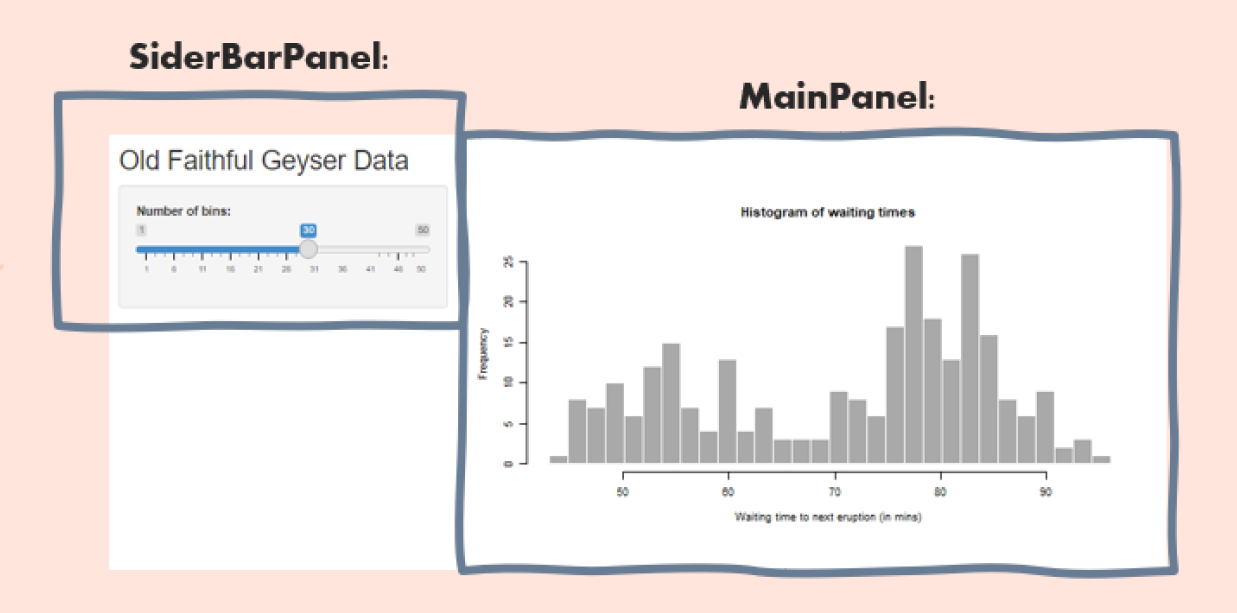 SiderBarPanel:
MainPanel:
Old Faithful Geyser Data
Number of bins:
1 30 50
1 6 11 16 21 26 31 36 41 46 50
Histogram of waiting times
Frequency
25
20
15
10
5
0
50 60 70 80 90
Waiting time to next eruption (in mins)